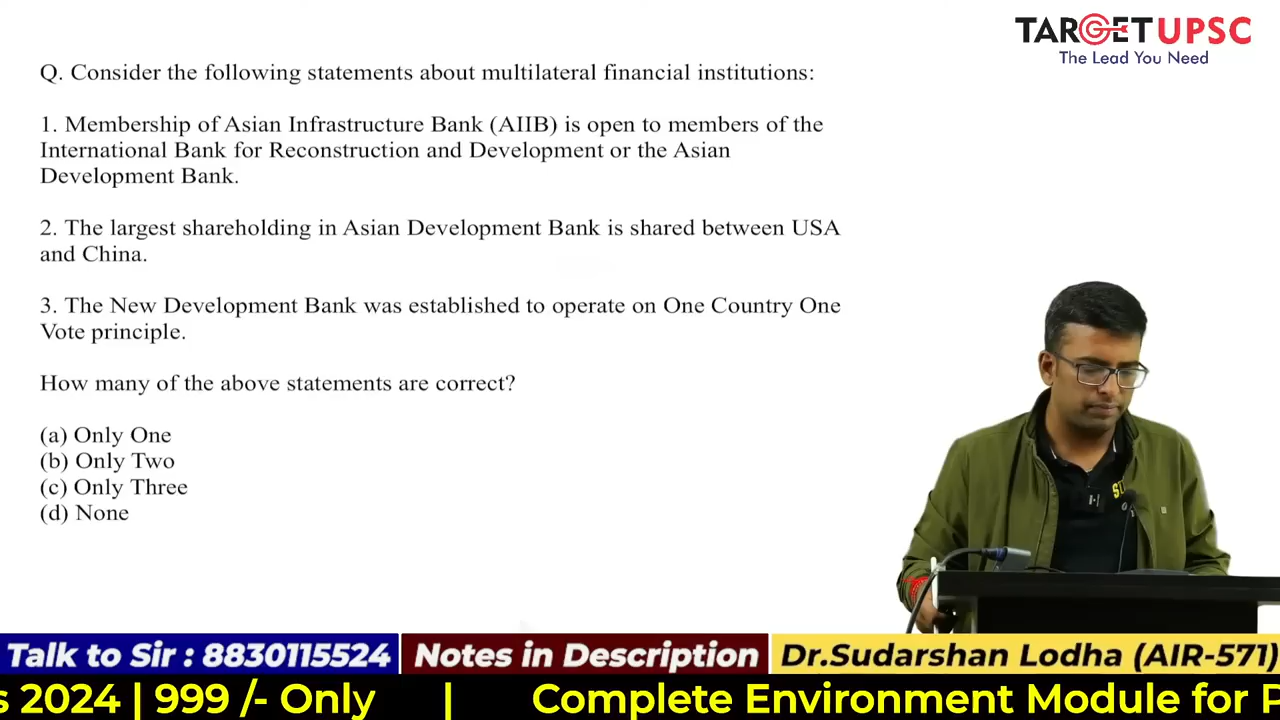 TARGET UPSC
The Lead You Need
Q. Consider the following statements about multilateral financial institutions:
1. Membership of Asian Infrastructure Bank (AIIB) is open to members of the
International Bank for Reconstruction and Development or the Asian
Development Bank.
2. The largest shareholding in Asian Development Bank is shared between USA
and China.
3. The New Development Bank was established to operate on One Country One
Vote principle.
How many of the above statements are correct?
(a) Only One
(b) Only Two
(c) Only Three
(d) None
Talk to Sir : 8830115524
Notes in Description
Dr.Sudarshan Lodha (AIR-571)
s 2024 | 999 /- Only | Complete Environment Module for P